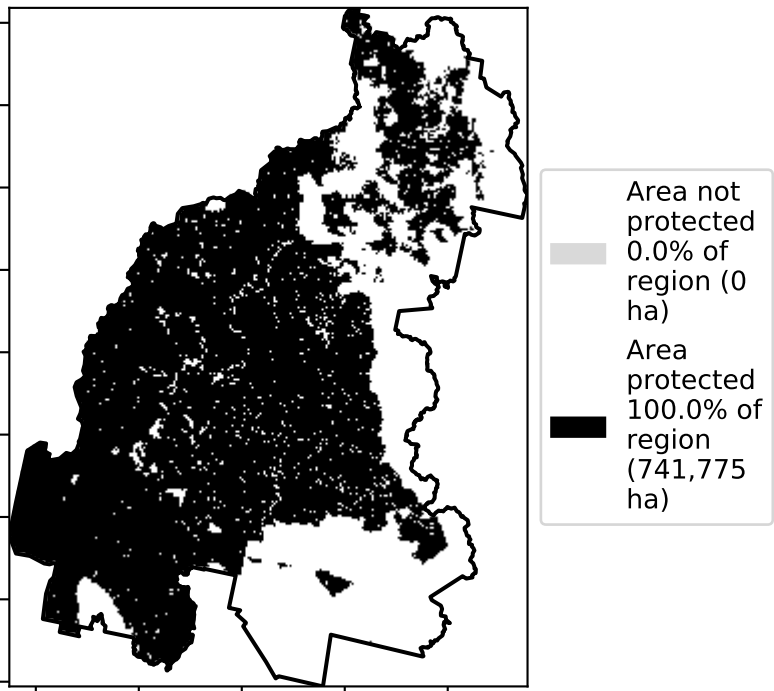 Area not
protected
0.0% of
region (0
ha)
Area
protected
100.0% of
region
(741,775
ha)